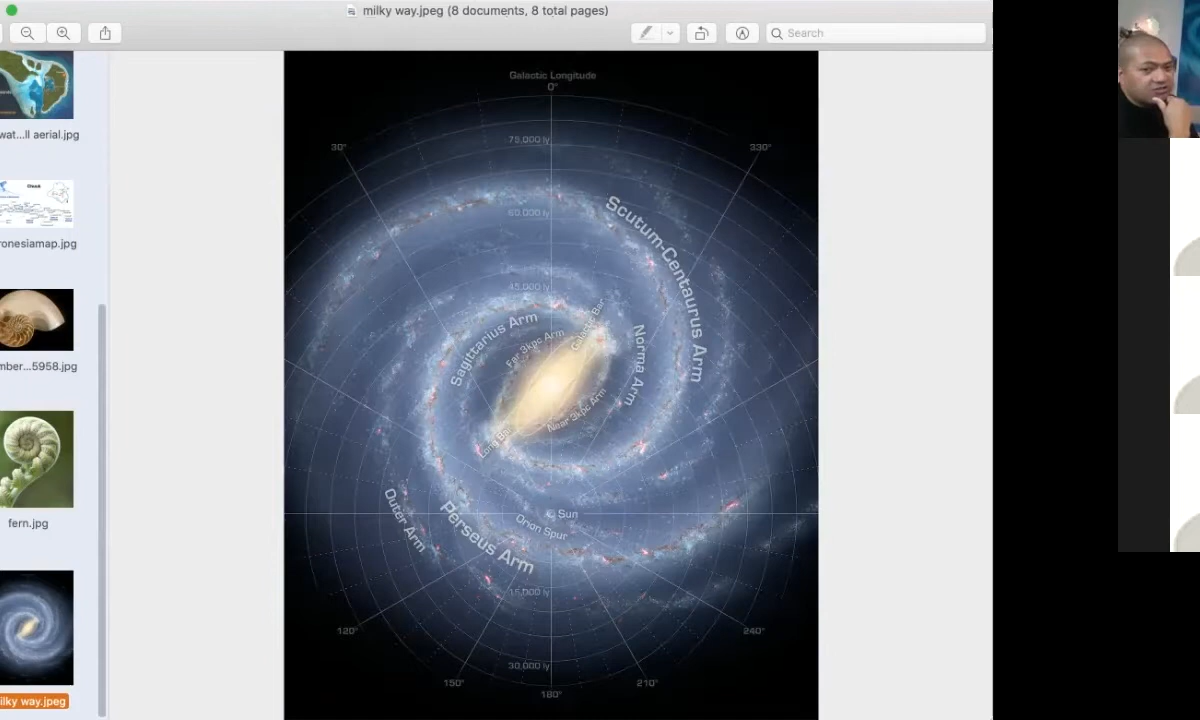 milky way.jpeg (8 documents, 8 total pages)
Search
wat...ll aerial.jpg
ronesiamap.jpg
mber...5958.jpg
fern.jpg
ilky way.jpeg
Galactic Longitude
0°
30°
330°
75,000 ly
60,000 ly
45,000 ly
Scutum-Centaurus Arm
Sagittarius Arm
Far 3kpc Arm
Galactic Bar
Norma Arm
Near 3kpc Arm
Long Bar
Outer Arm
Perseus Arm
Sun
Orion Spur
15,000 ly
120°
240°
30,000 ly
150°
210°
180°